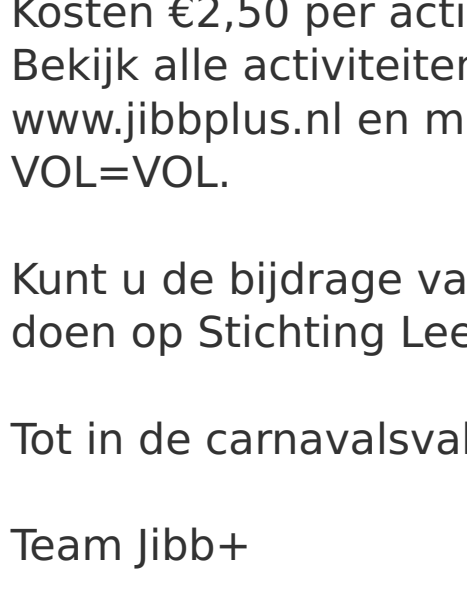 Kosten €2,50 per acti
Bekijk alle activiteiten
www.jibbplus.nl en m
VOL=VOL.
Kunt u de bijdrage va
doen op Stichting Lee
Tot in de carnavalsval
Team Jibb+